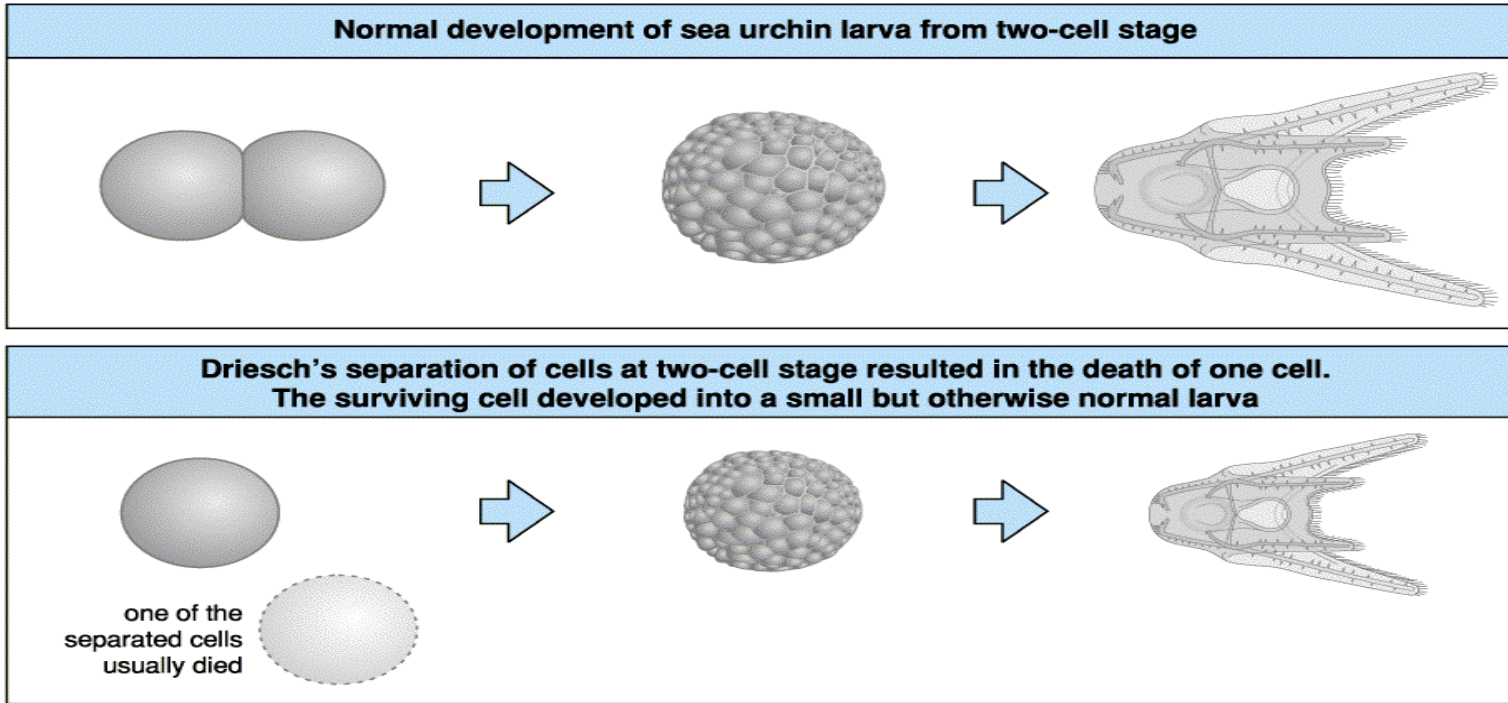 Normal development of sea urchin larva from two-cell stage
Driesch's separation of cells at two-cell stage resulted in the death of one cell.
The surviving cell developed into a small but otherwise normal larva
one of the
separated cells
usually died